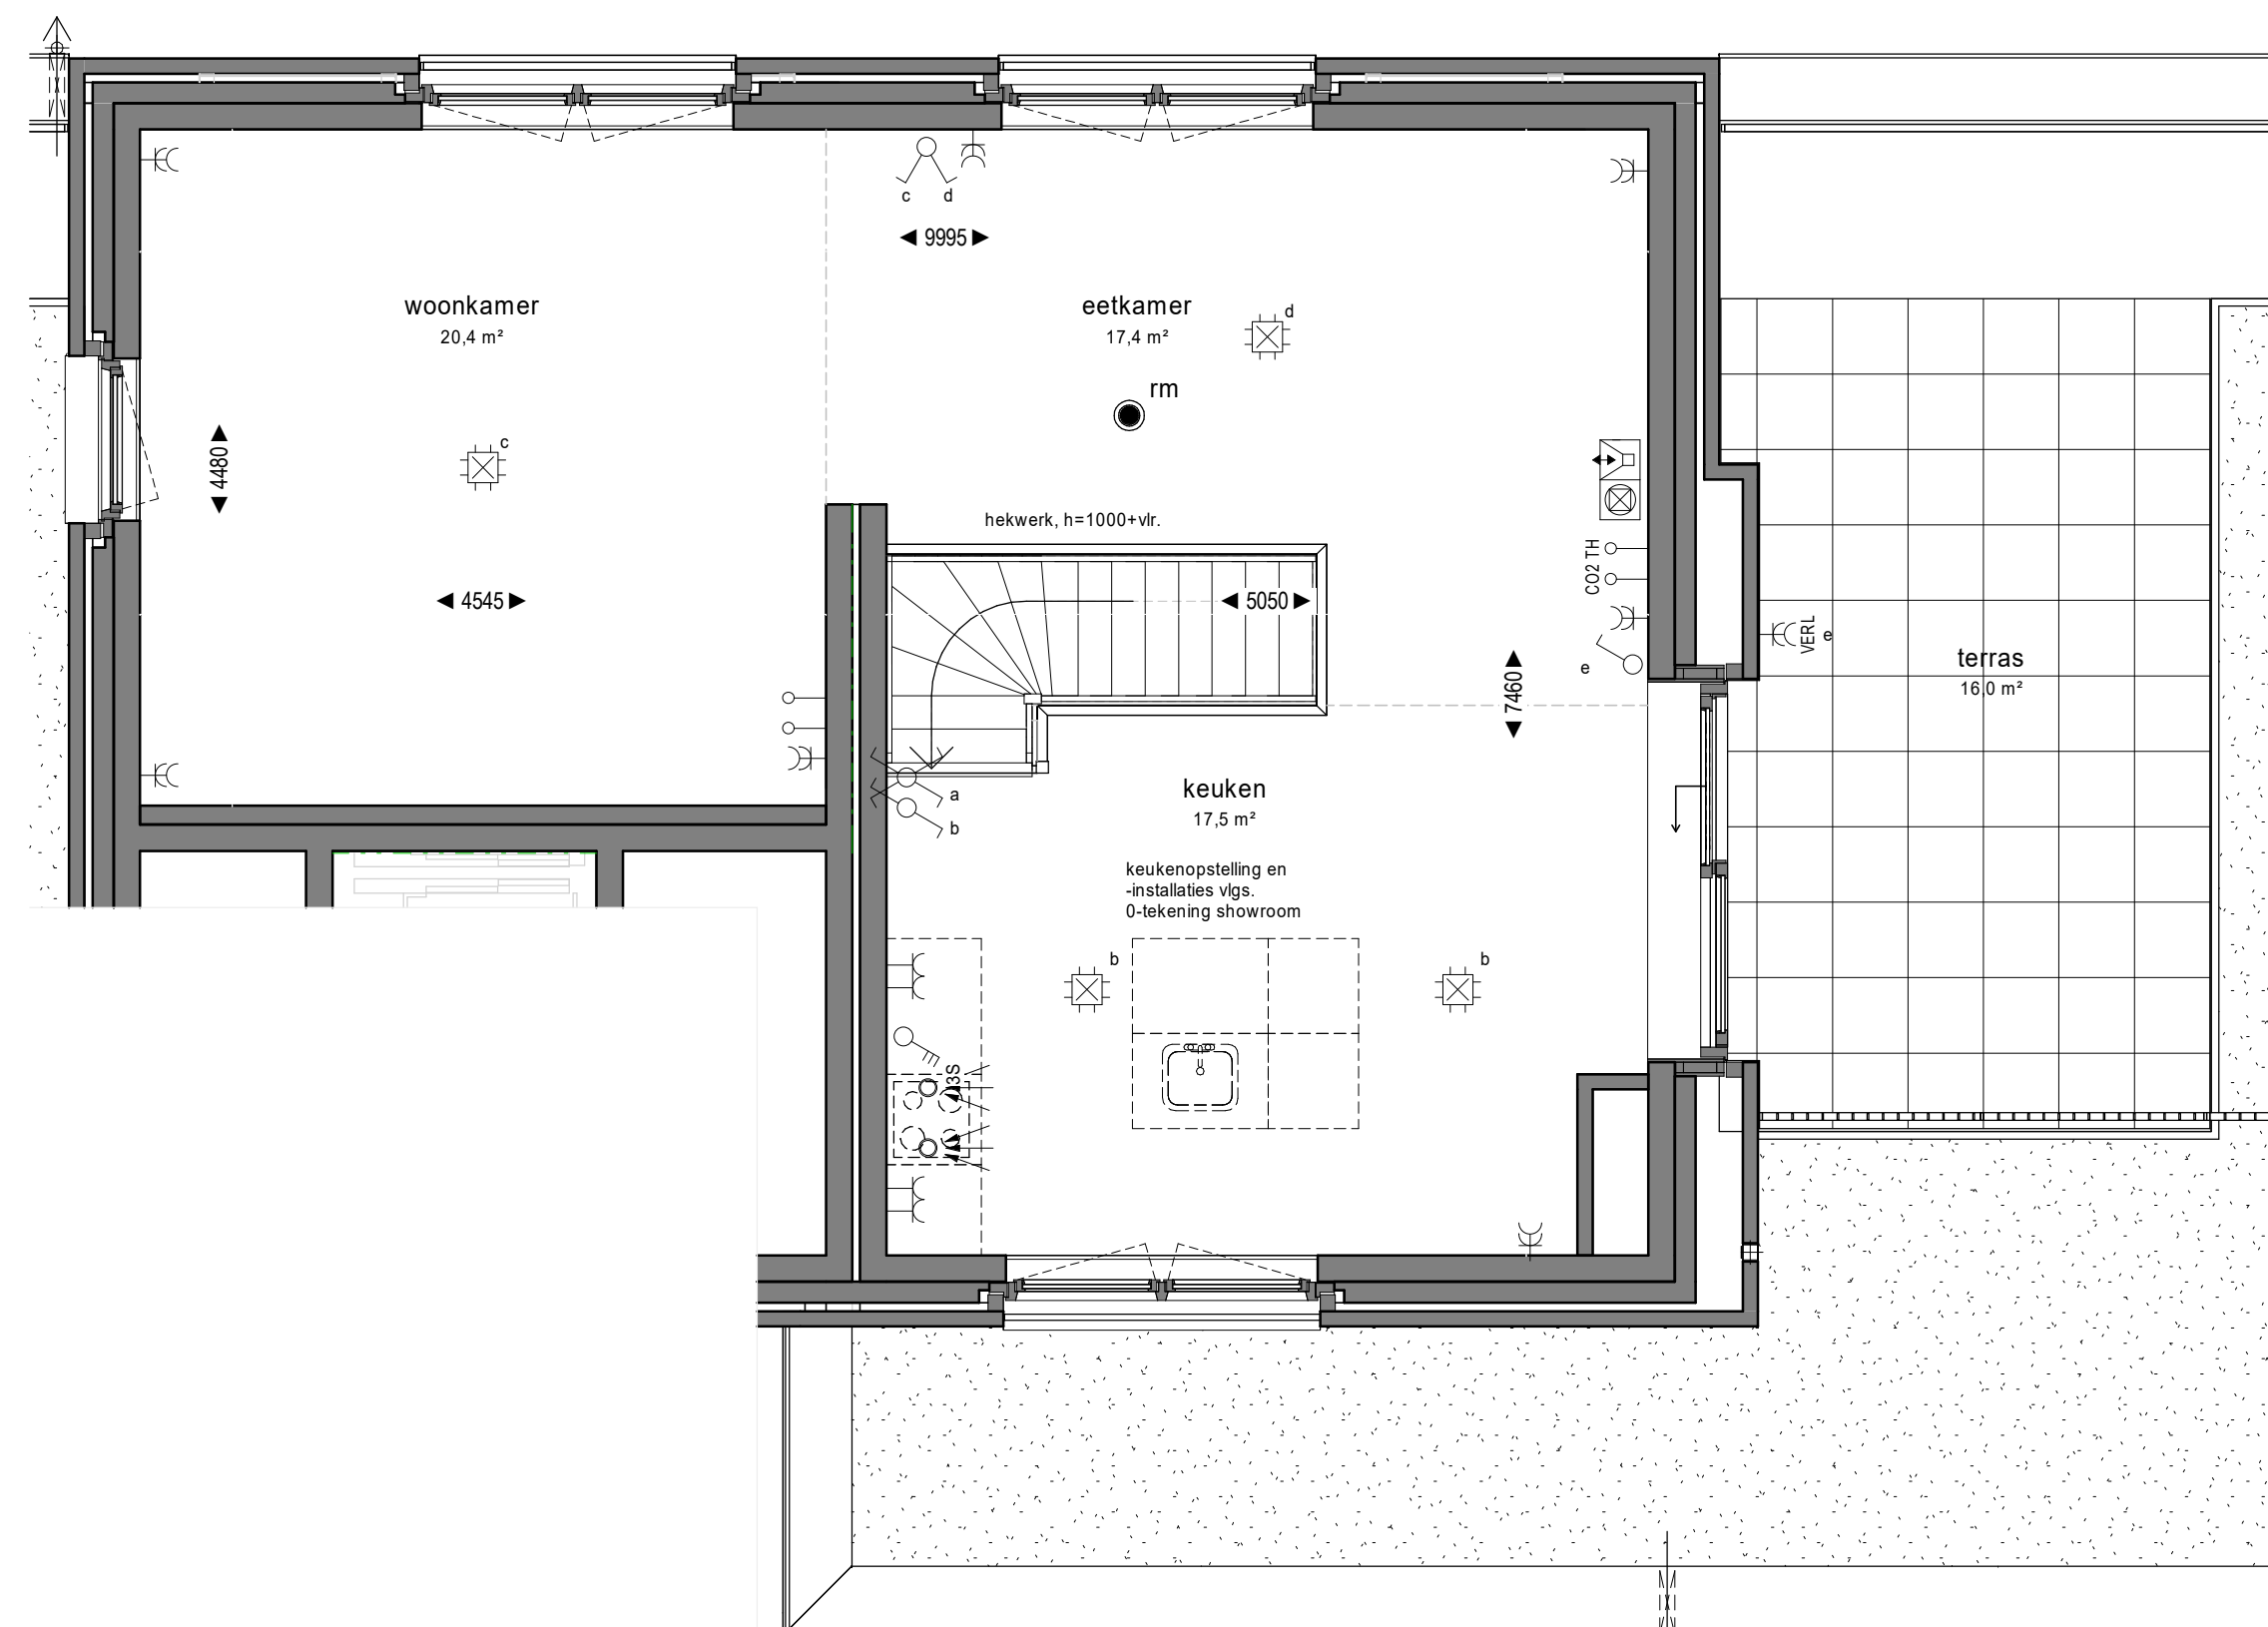 c d
9995
woonkamer
20,4 m²
eetkamer
17,4 m²
d
rm
4480
c
hekwerk, h=1000+vlr.
CO2 TH
4545
5050
e
VERL
e
7460
terras
16,0 m²
a
b
keuken
17,5 m²
keukenopstelling en
-installaties vlgs.
0-tekening showroom
b
b
3S